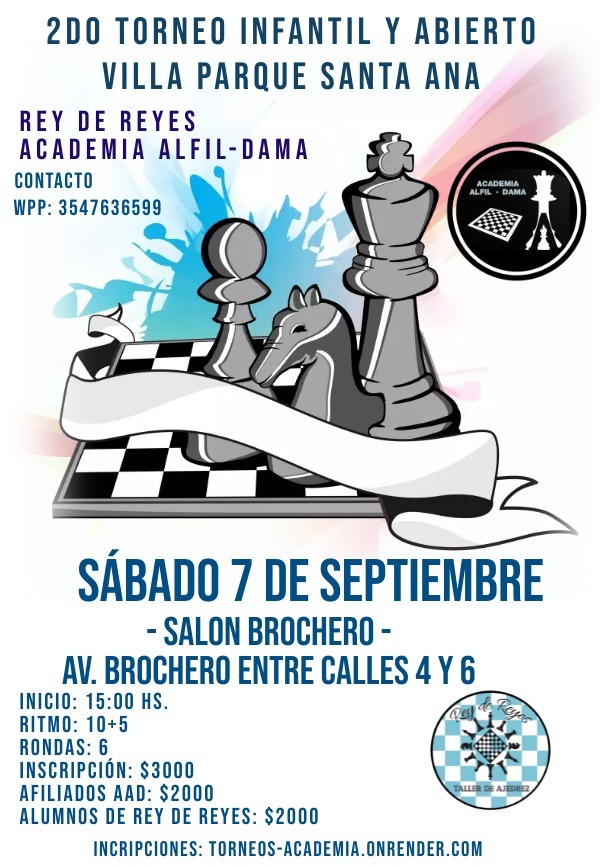 2DO TORNEO INFANTIL Y ABIERTO
VILLA PARQUE SANTA ANA
REY DE REYES
ACADEMIA ALFIL-DAMA
CONTACTO
WPP: 3547636599
ACADEMIA
ALFIL - DAMA
SÁBADO 7 DE SEPTIEMBRE
- SALON BROCHERO -
AV. BROCHERO ENTRE CALLES 4 Y 6
INICIO: 15:00 HS.
RITMO: 10+5
RONDAS: 6
INSCRIPCIÓN: $3000
AFILIADOS AAD: $2000
ALUMNOS DE REY DE REYES: $2000
Rey de Reyes
TALLER DE AJEDREZ
INCRIPCIONES: TORNEOS-ACADEMIA.ONRENDER.COM